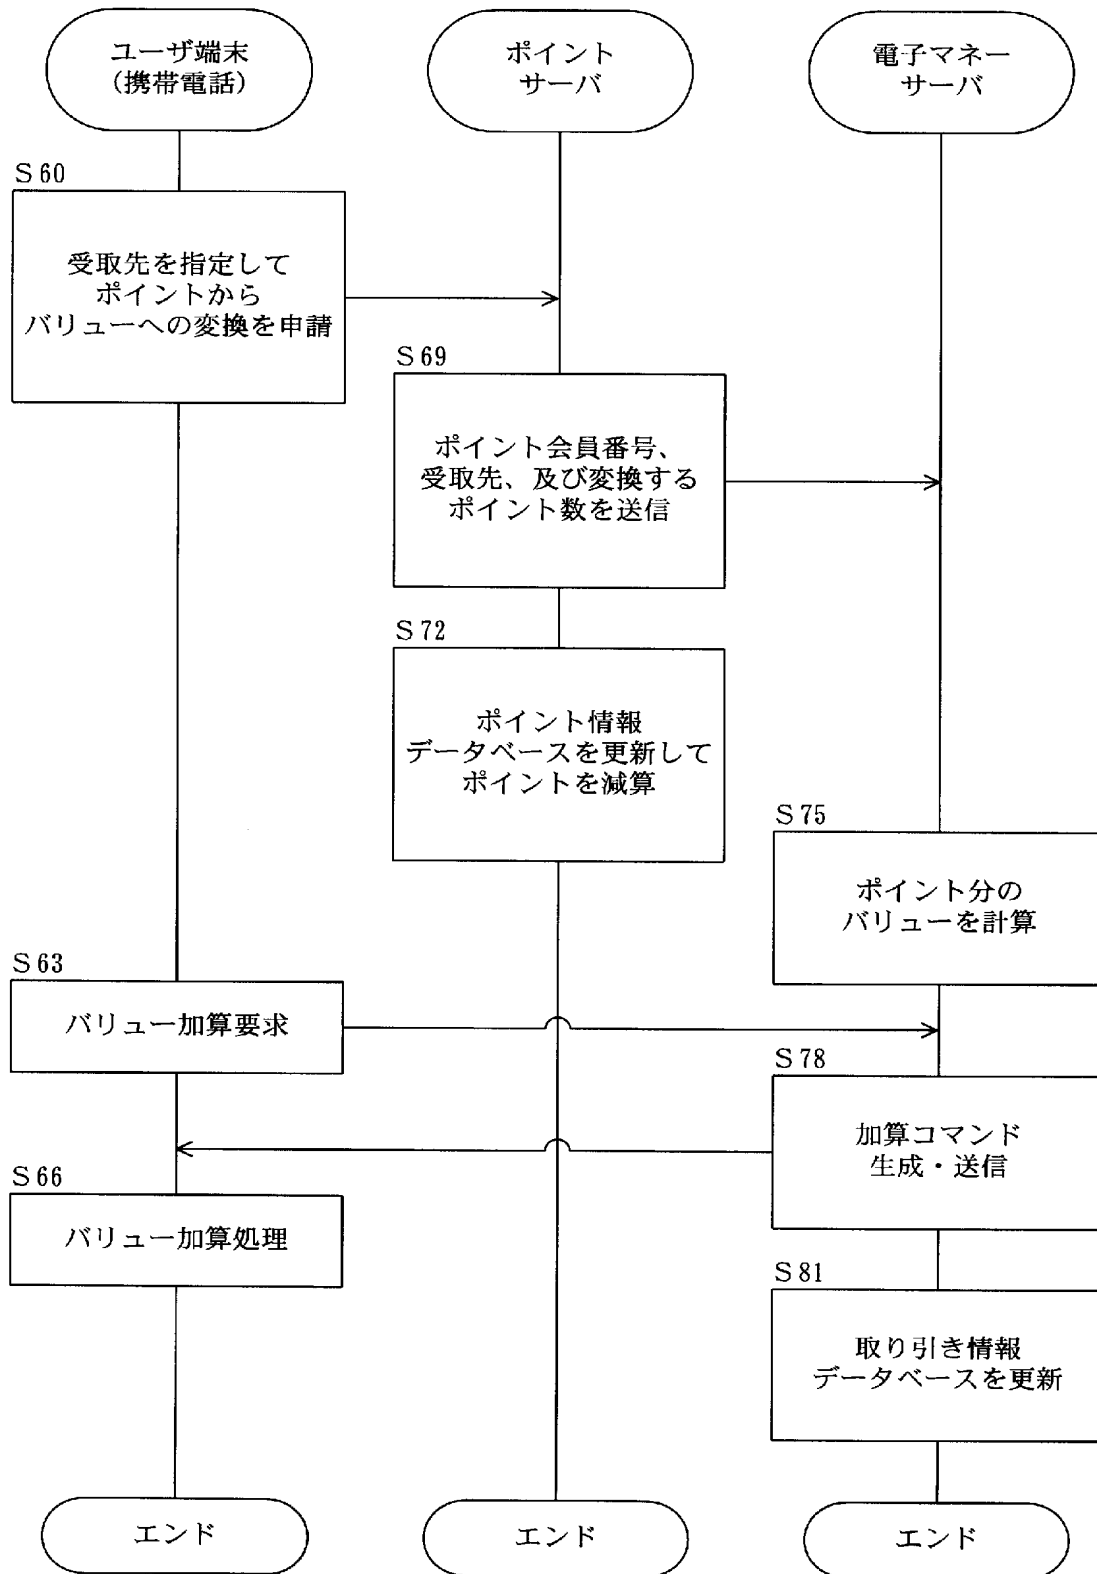 ユーザ端末
(携帯電話)
ポイント
サーバ
電子マネー
サーバ
S60
受取先を指定して
ポイントから
バリューへの変換を申請
S69
ポイント会員番号、
受取先、及び変換する
ポイント数を送信
S72
ポイント情報
データベースを更新して
ポイントを減算
S75
ポイント分の
バリューを計算
S63
バリュー加算要求
S78
加算コマンド
生成・送信
S66
バリュー加算処理
S81
取り引き情報
データベースを更新
エンド
エンド
エンド